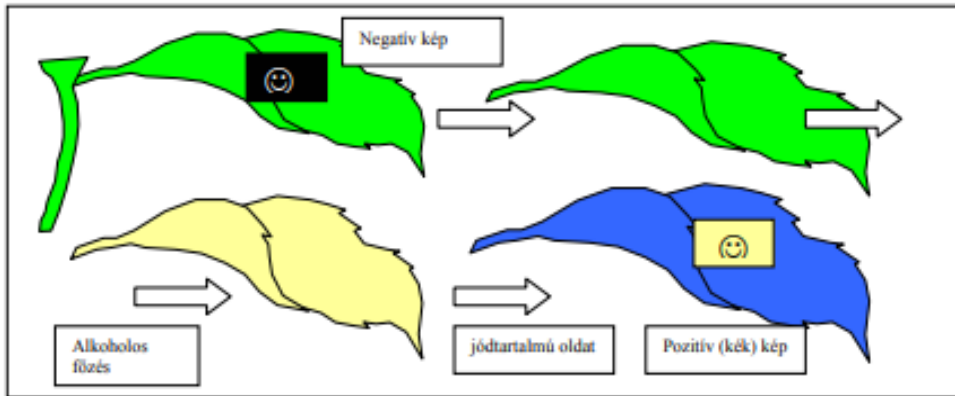 Negatív kép
Alkoholos
főzés
jódtartalmú oldat
Pozitív (kék) kép